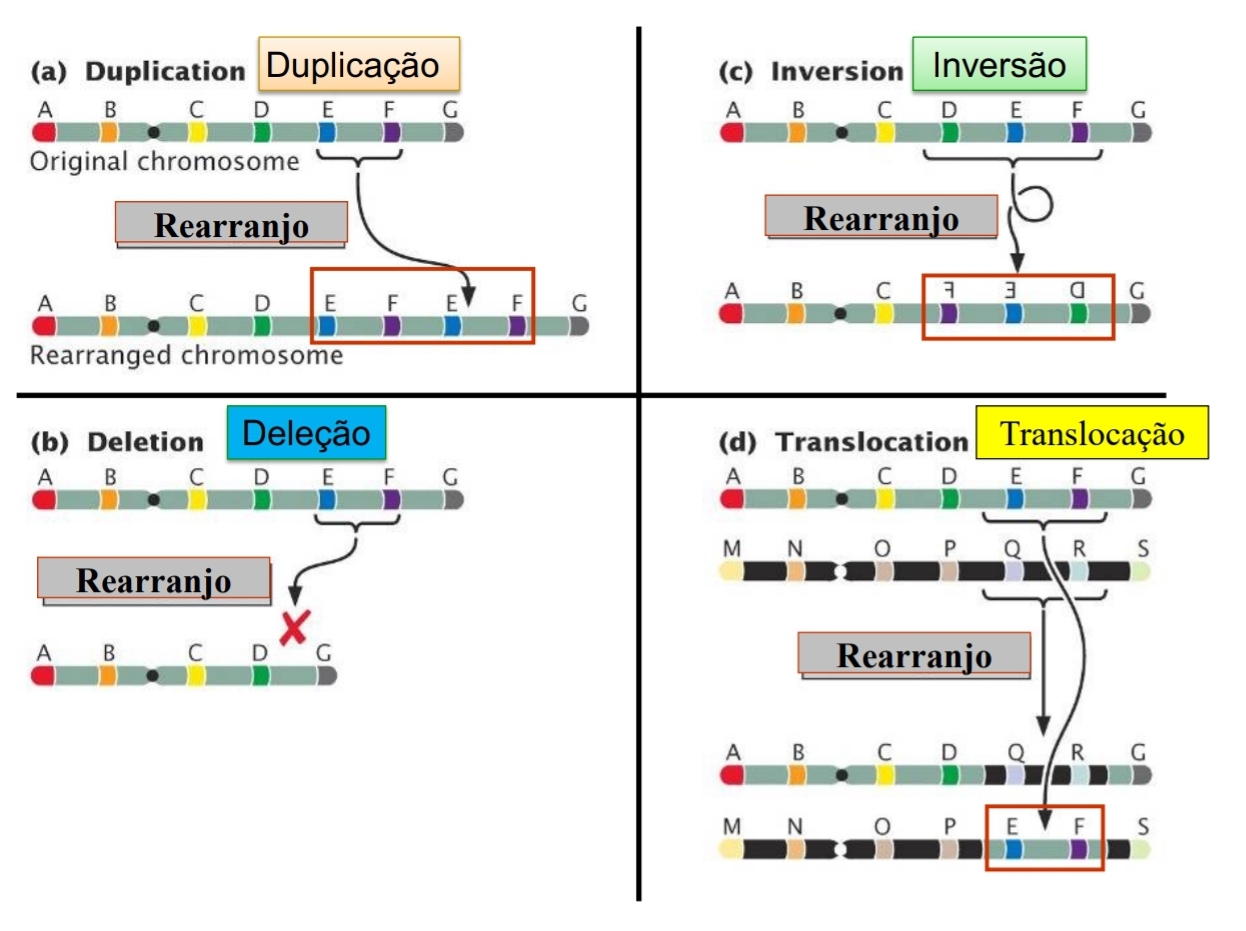 (a) Duplication Duplicação
A B C D E F G
Original chromosome
Rearranjo
A B C D E F E F G
Rearranged chromosome
(b) Deletion Deleção
A B C D E F G
Rearranjo
A B C D G
(c) Inversion Inversão
A B C D E F G
Rearranjo
A B C F E D G
(d) Translocation Translocação
A B C D E F G
M N O P Q R S
Rearranjo
A B C D Q R G
M N O P E F S